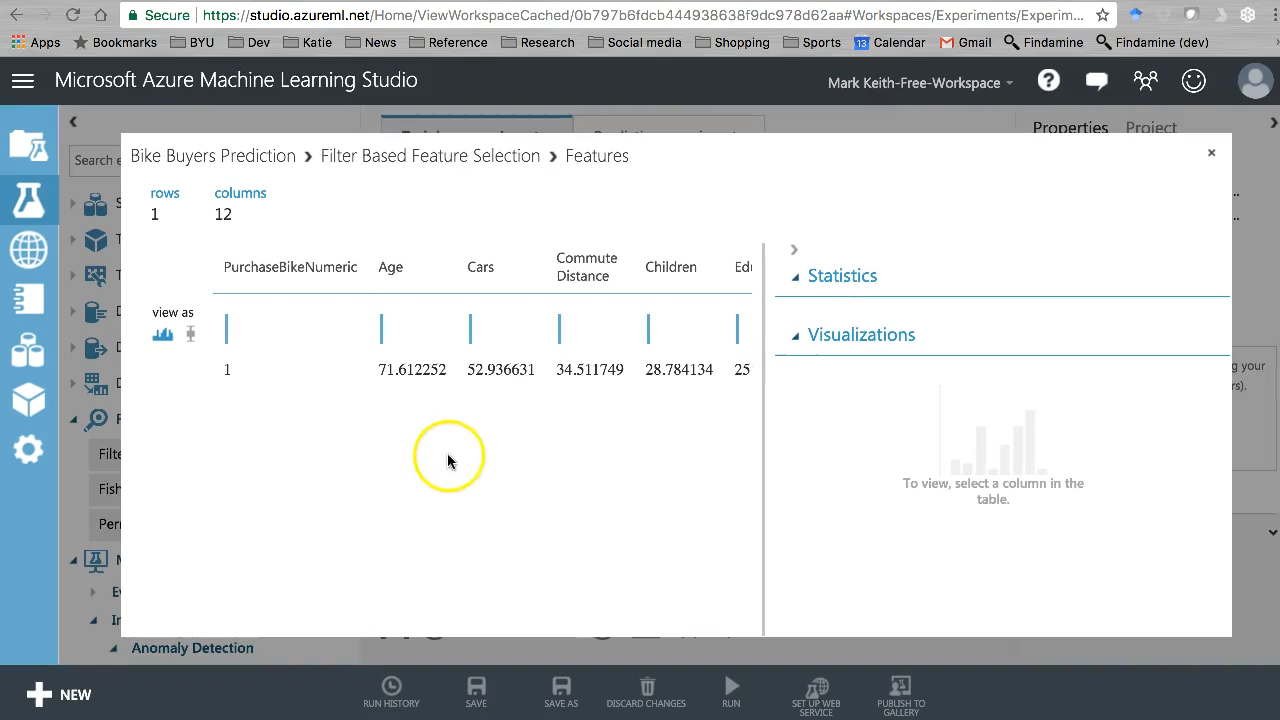 Secure https://studio.azureml.net/Home/ViewWorkspaceCached/0b797b6fdcb444938638f9dc978d62aa#Workspaces/Experiments/Experim...
Apps Bookmarks BYU Dev Katie News Reference Research Social media Shopping Sports 13 Calendar Gmail Findamine Findamine (dev)
Microsoft Azure Machine Learning Studio Mark Keith-Free-Workspace
Properties Project
Search e
Bike Buyers Prediction › Filter Based Feature Selection › Features
rows columns
1 12
PurchaseBikeNumeric Age Cars Commute Distance Children Edu
view as
1 71.612252 52.936631 34.511749 28.784134 25
Statistics
Visualizations
To view, select a column in the
table.
ng your
rs).
Filte
Fish
Per
Anomaly Detection
NEW RUN HISTORY SAVE SAVE AS DISCARD CHANGES RUN SET UP WEB SERVICE PUBLISH TO GALLERY